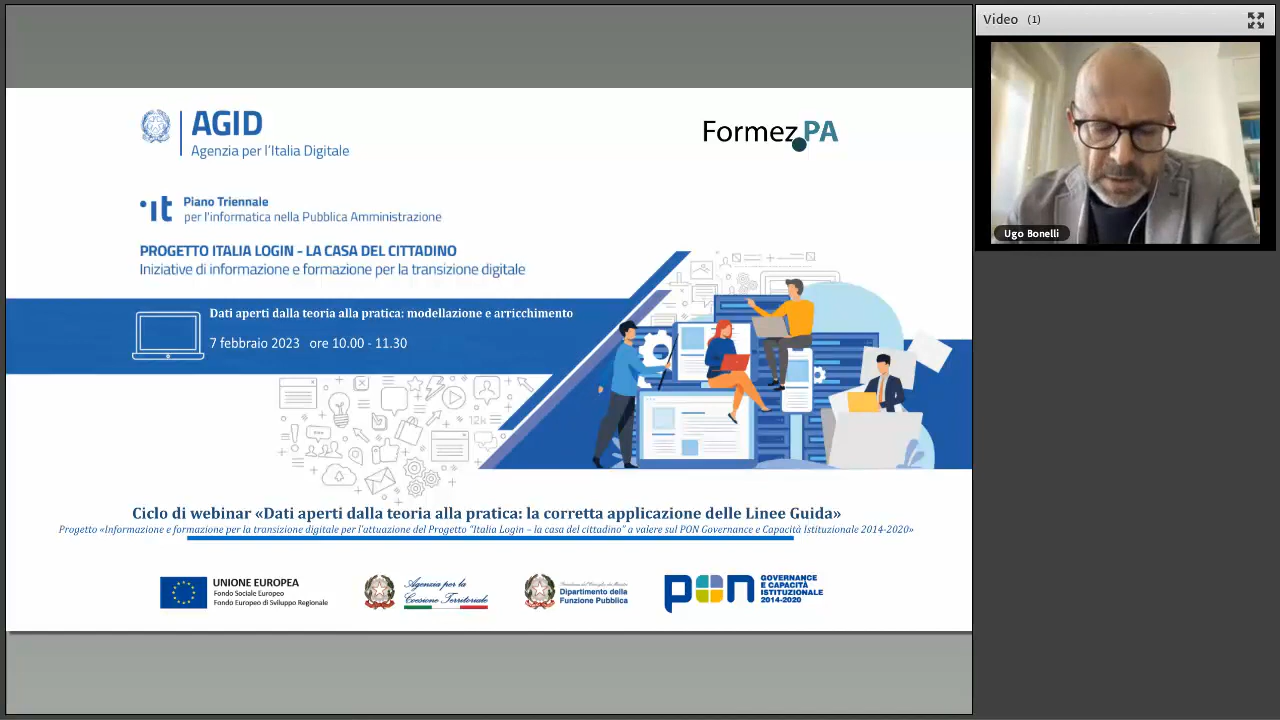 Video (1)
Ugo Bonelli
AGID
Agenzia per l'Italia Digitale
Formez PA
Piano Triennale
per l'informatica nella Pubblica Amministrazione
PROGETTO ITALIA LOGIN - LA CASA DEL CITTADINO
Iniziative di informazione e formazione per la transizione digitale
Dati aperti dalla teoria alla pratica: modellazione e arricchimento
7 febbraio 2023 ore 10.00 - 11.30
12k
Ciclo di webinar «Dati aperti dalla teoria alla pratica: la corretta applicazione delle Linee Guida»
Progetto «Informazione e formazione per la transizione digitale per l'attuazione del Progetto "Italia Login – la casa del cittadino" a valere sul PON Governance e Capacità Istituzionale 2014-2020»
UNIONE EUROPEA
Fondo Sociale Europeo
Fondo Europeo di Sviluppo Regionale
Agenzia per la
Coesione Territoriale
Dipartimento della
Funzione Pubblica
pon
GOVERNANCE
E CAPACITÀ
ISTITUZIONALE
2014-2020